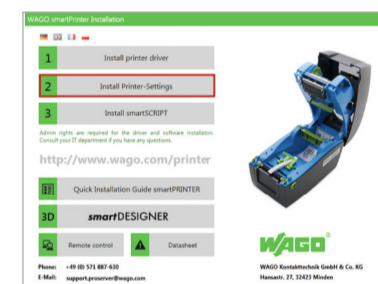 WAGO smartPrinter Installation
1 Install printer driver
2 Install Printer-Settings
3 Install smartSCRIPT
Admin rights are required for the driver and software installation.
Consult your IT department if you have any questions.
http://www.wago.com/printer
Quick Installation Guide smartPRINTER
3D smartDESIGNER
Remote control
Datasheet
Phone: +49 (0) 571 887-630
E-Mail: support.proserver@wago.com
WAGO
WAGO Kontakttechnik GmbH & Co. KG
Hansastr. 27, 32423 Minden